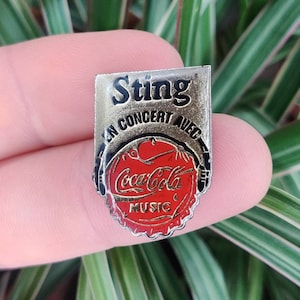 Sting
EN CONCERT AVEC
Coca-Cola
MUSIC